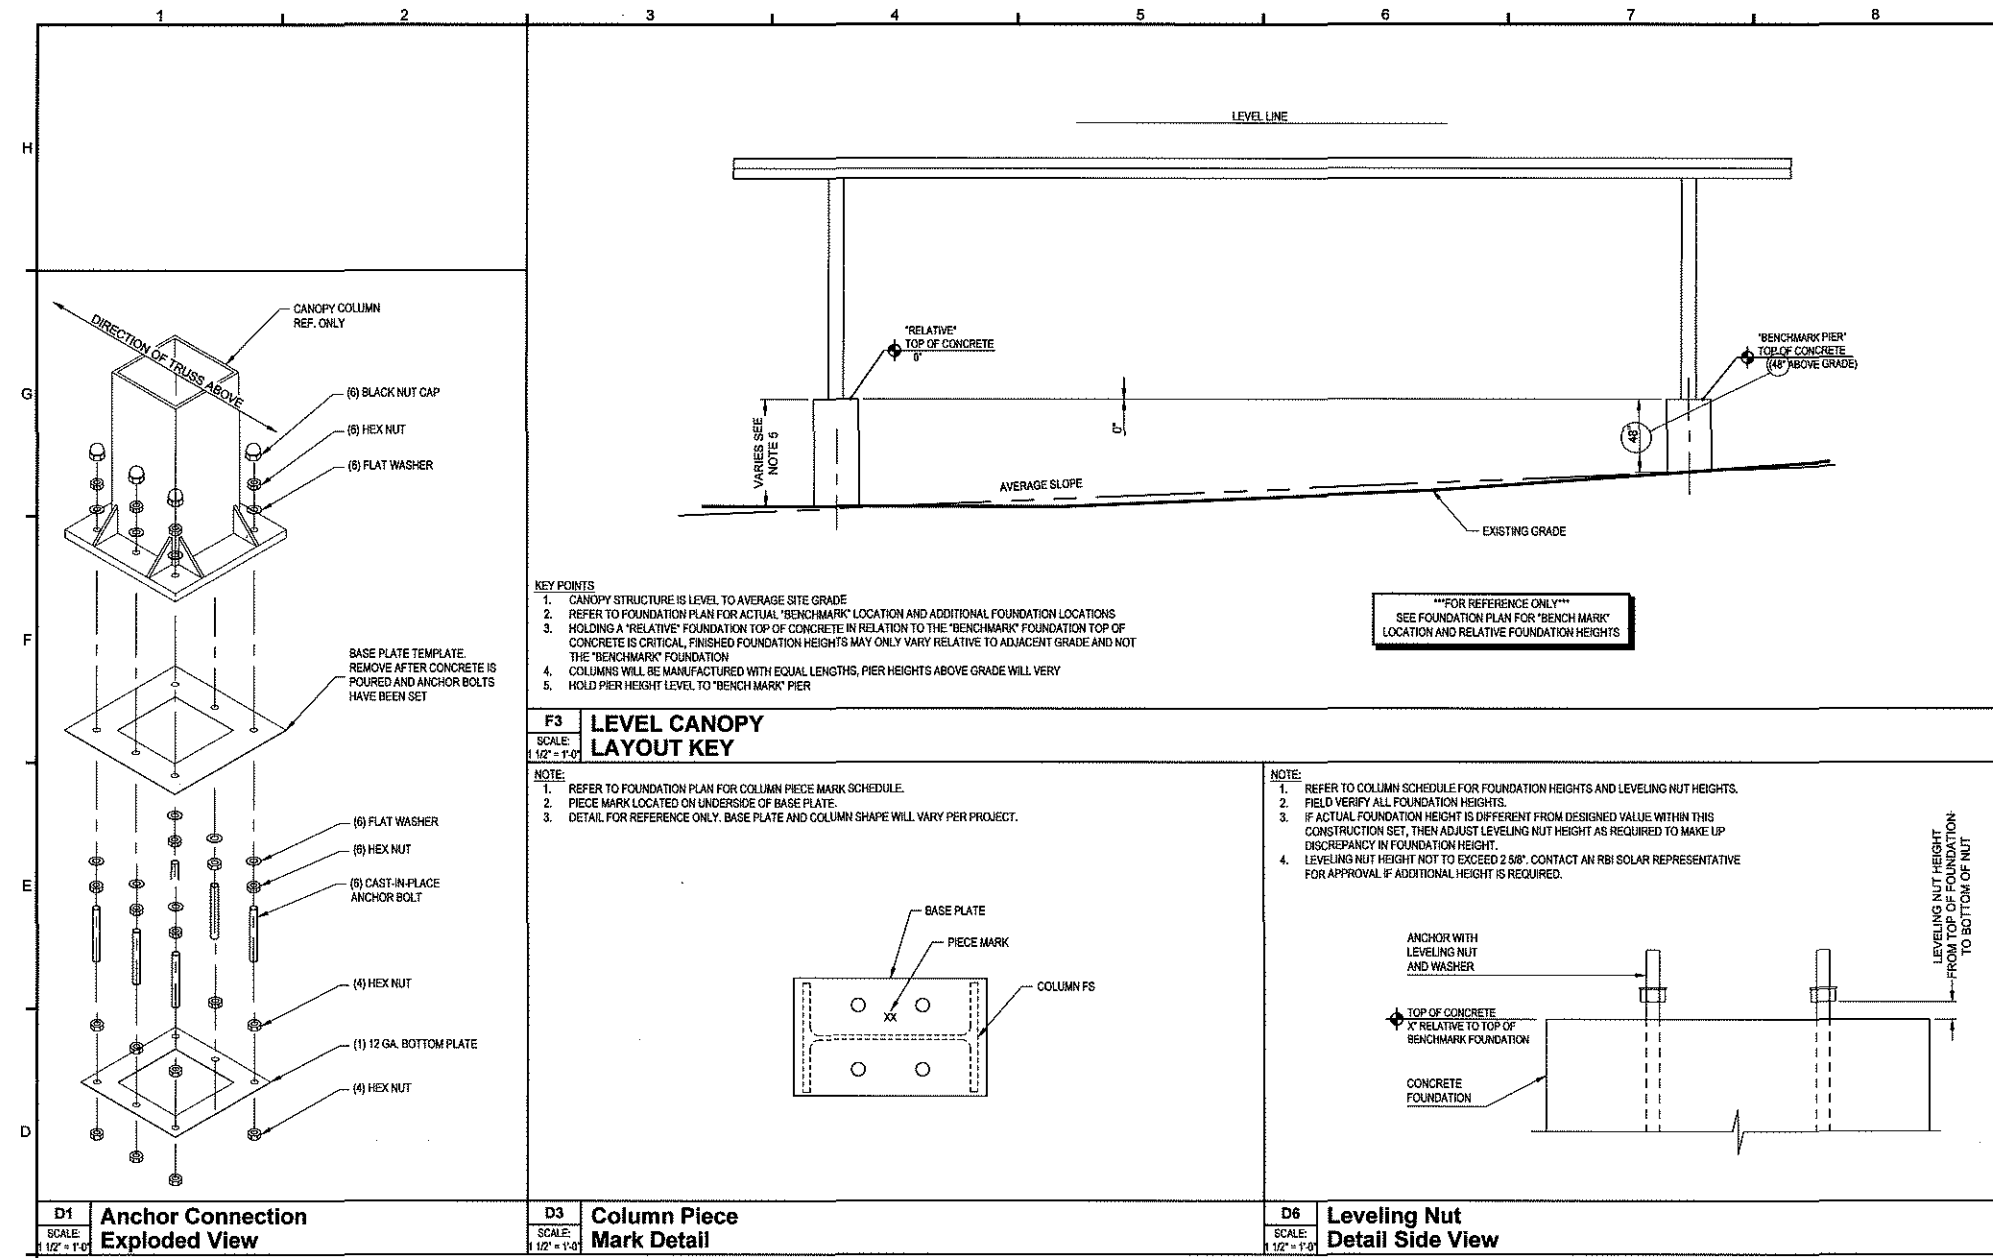 1 2 3 4 5 6 7 8
H
G
F
E
D
LEVEL LINE
"RELATIVE"
TOP OF CONCRETE
0"
"BENCHMARK PIER"
TOP OF CONCRETE
(48" ABOVE GRADE)
VARIES SEE
NOTE 5
0"
48"
AVERAGE SLOPE
EXISTING GRADE
KEY POINTS
1. CANOPY STRUCTURE IS LEVEL TO AVERAGE SITE GRADE
2. REFER TO FOUNDATION PLAN FOR ACTUAL "BENCHMARK" LOCATION AND ADDITIONAL FOUNDATION LOCATIONS
3. HOLDING A "RELATIVE" FOUNDATION TOP OF CONCRETE IN RELATION TO THE "BENCHMARK" FOUNDATION TOP OF
CONCRETE IS CRITICAL, FINISHED FOUNDATION HEIGHTS MAY ONLY VARY RELATIVE TO ADJACENT GRADE AND NOT
THE "BENCHMARK" FOUNDATION
4. COLUMNS WILL BE MANUFACTURED WITH EQUAL LENGTHS, PIER HEIGHTS ABOVE GRADE WILL VERY
5. HOLD PIER HEIGHT LEVEL TO "BENCH MARK" PIER
***FOR REFERENCE ONLY***
SEE FOUNDATION PLAN FOR "BENCH MARK"
LOCATION AND RELATIVE FOUNDATION HEIGHTS
F3
SCALE:
1 1/2" = 1'-0"
LEVEL CANOPY
LAYOUT KEY
DIRECTION OF TRUSS ABOVE
CANOPY COLUMN
REF. ONLY
(6) BLACK NUT CAP
(6) HEX NUT
(6) FLAT WASHER
BASE PLATE TEMPLATE.
REMOVE AFTER CONCRETE IS
POURED AND ANCHOR BOLTS
HAVE BEEN SET
(6) FLAT WASHER
(6) HEX NUT
(6) CAST-IN-PLACE
ANCHOR BOLT
(4) HEX NUT
(1) 12 GA. BOTTOM PLATE
(4) HEX NUT
D1
SCALE:
1 1/2" = 1'-0"
Anchor Connection
Exploded View
NOTE:
1. REFER TO FOUNDATION PLAN FOR COLUMN PIECE MARK SCHEDULE.
2. PIECE MARK LOCATED ON UNDERSIDE OF BASE PLATE.
3. DETAIL FOR REFERENCE ONLY. BASE PLATE AND COLUMN SHAPE WILL VARY PER PROJECT.
BASE PLATE
PIECE MARK
COLUMN FS
XX
D3
SCALE:
1 1/2" = 1'-0"
Column Piece
Mark Detail
NOTE:
1. REFER TO COLUMN SCHEDULE FOR FOUNDATION HEIGHTS AND LEVELING NUT HEIGHTS.
2. FIELD VERIFY ALL FOUNDATION HEIGHTS.
3. IF ACTUAL FOUNDATION HEIGHT IS DIFFERENT FROM DESIGNED VALUE WITHIN THIS
CONSTRUCTION SET, THEN ADJUST LEVELING NUT HEIGHT AS REQUIRED TO MAKE UP
DISCREPANCY IN FOUNDATION HEIGHT.
4. LEVELING NUT HEIGHT NOT TO EXCEED 2 5/8". CONTACT AN RBI SOLAR REPRESENTATIVE
FOR APPROVAL IF ADDITIONAL HEIGHT IS REQUIRED.
LEVELING NUT HEIGHT
FROM TOP OF FOUNDATION
TO BOTTOM OF NUT
ANCHOR WITH
LEVELING NUT
AND WASHER
TOP OF CONCRETE
X" RELATIVE TO TOP OF
BENCHMARK FOUNDATION
CONCRETE
FOUNDATION
D6
SCALE:
1 1/2" = 1'-0"
Leveling Nut
Detail Side View